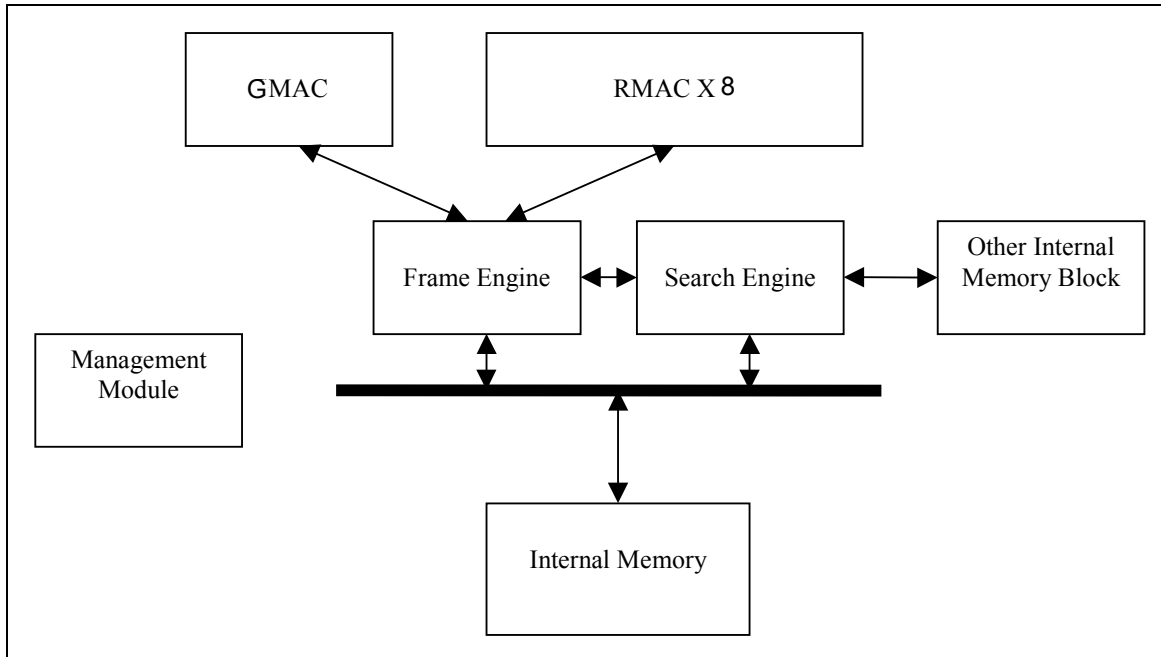 GMAC
RMAC X 8
Frame Engine
Search Engine
Other Internal
Memory Block
Management
Module
Internal Memory